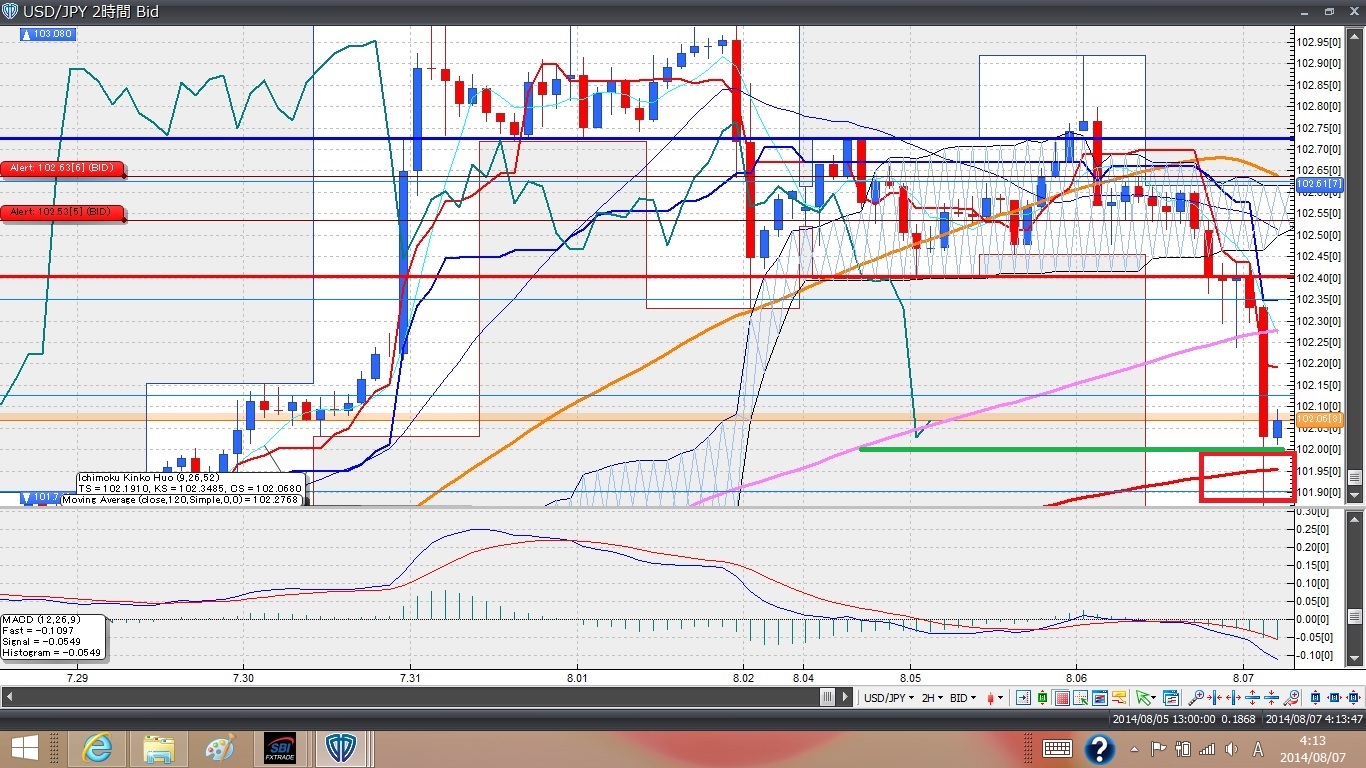 USD/JPY 2時間 Bid
103.080
102.95[0]
102.90[0]
102.85[0]
102.80[0]
102.75[0]
102.70[0]
Alert: 102.63[6] (BID)
102.65[0]
102.61[7]
Alert: 102.53[5] (BID)
102.55[0]
102.50[0]
102.45[0]
102.40[0]
102.35[0]
102.30[0]
102.25[0]
102.20[0]
102.15[0]
102.10[0]
102.06[8]
102.05[0]
102.00[0]
101.95[0]
101.90[0]
Ichimoku Kinko Huo (9,26,52)
TS = 102.1910, KS = 102.3485, CS = 102.0680
101.7
Moving Average (close,120,Simple,0,0) = 102.2768
0.30[0]
0.25[0]
0.20[0]
0.15[0]
0.10[0]
0.05[0]
0.00[0]
-0.05[0]
-0.10[0]
MACD (12,26,9)
Fast = -0.1097
Signal = -0.0549
Histogram = -0.0549
7.29 7.30 7.31 8.01 8.02 8.04 8.05 8.06 8.07
USD/JPY 2H BID
2014/08/05 13:00:00 0.1868 2014/08/07 4:13:47
SBI
FXTRADE
A
4:13
2014/08/07